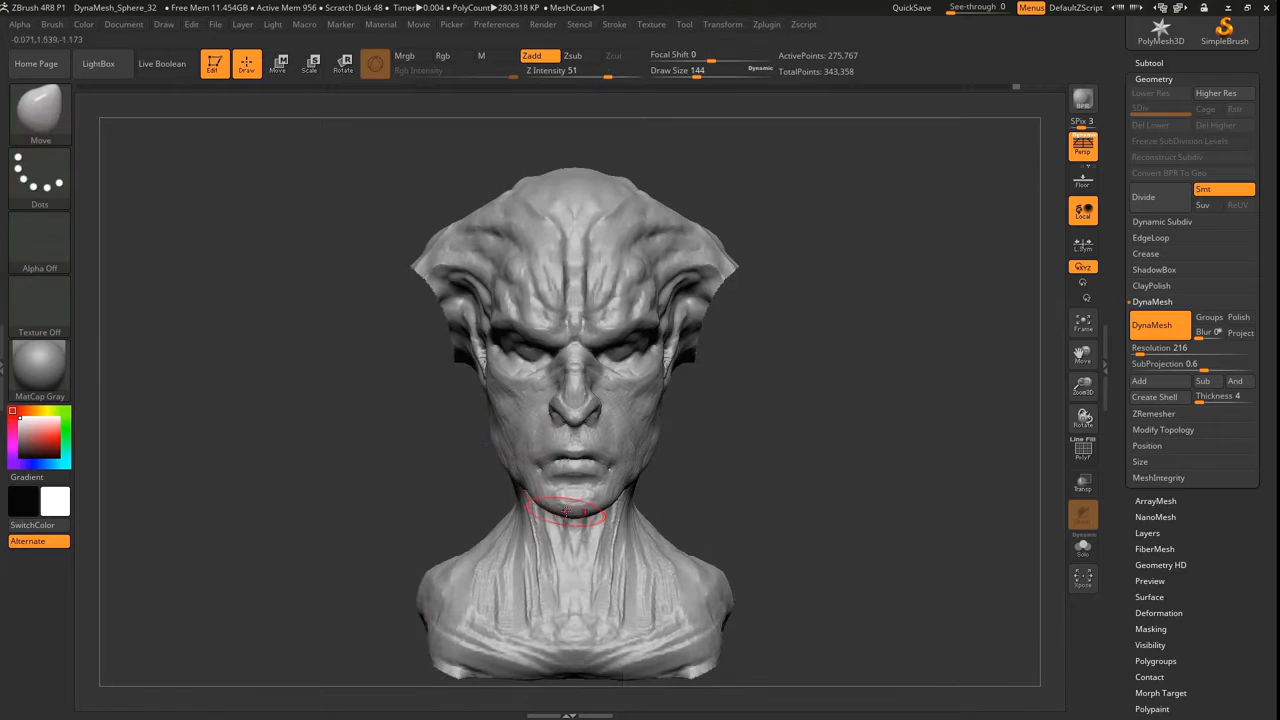 ZBrush 4R8 P1 DynaMesh_Sphere_32 • Free Mem 11.454GB • Active Mem 956 • Scratch Disk 48 • Timer▶0.004 • PolyCount▶280.318 KP • MeshCount▶1 QuickSave See-through 0 Menus DefaultZScript
Alpha Brush Color Document Draw Edit File Layer Light Macro Marker Material Movie Picker Preferences Render Stencil Stroke Texture Tool Transform Zplugin Zscript
-0.071,1.539,-1.173
Home Page LightBox Live Boolean Edit Draw Move Scale Rotate Mrgb Rgb M Zadd Zsub Zcut Focal Shift 0 ActivePoints: 275,767
Rgb Intensity Z Intensity 51 Draw Size 144 Dynamic TotalPoints: 343,358
Move
Dots
Alpha Off
Texture Off
MatCap Gray
Gradient
SwitchColor
Alternate
BPR
SPix 3
Dynamic
Persp
Floor
Local
L.Sym
XYZ
Frame
Move
Zoom3D
Rotate
Line Fill
PolyF
Transp
Dynamic
Solo
Xpose
PolyMesh3D SimpleBrush
Subtool
Geometry
Lower Res Higher Res
SDiv Cage Rstr
Del Lower Del Higher
Freeze SubDivision Levels
Reconstruct Subdiv
Convert BPR To Geo
Divide Smt
Suv ReUV
Dynamic Subdiv
EdgeLoop
Crease
ShadowBox
ClayPolish
DynaMesh
DynaMesh Groups Polish
Blur 0 Project
Resolution 216
SubProjection 0.6
Add Sub And
Create Shell Thickness 4
ZRemesher
Modify Topology
Position
Size
MeshIntegrity
ArrayMesh
NanoMesh
Layers
FiberMesh
Geometry HD
Preview
Surface
Deformation
Masking
Visibility
Polygroups
Contact
Morph Target
Polypaint